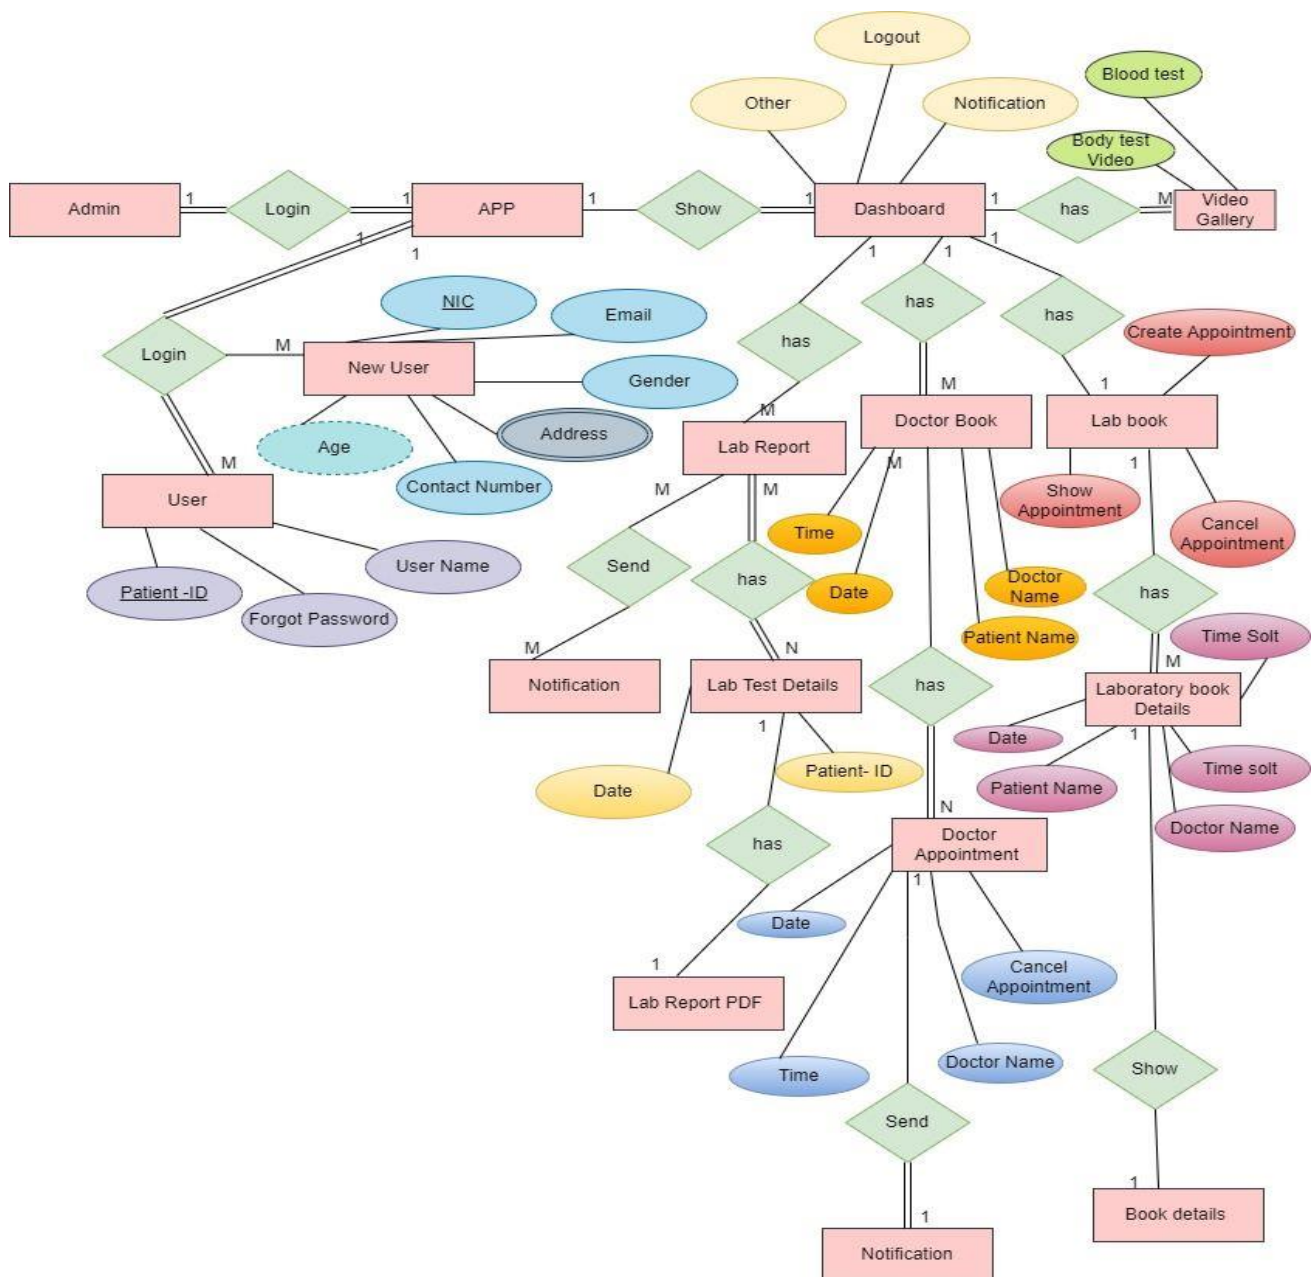 Logout
Blood test
Other
Notification
Body test
Video
Admin
1
Login
1
APP
1
Show
1
Dashboard
1
has
M
Video
Gallery
1
1
1
1
1
NIC
Email
has
has
Create Appointment
has
Login
M
New User
Gender
1
M
Age
Address
M
Doctor Book
Lab book
Lab Report
Contact Number
M
User
M
M
M
1
Show
Appointment
Time
Cancel
Appointment
User Name
Send
has
Doctor
Name
Patient -ID
Date
has
Forgot Password
Patient Name
Time Solt
M
N
M
Notification
Lab Test Details
has
Laboratory book
Details
1
1
Date
Patient- ID
Time solt
Date
Patient Name
N
Doctor Name
has
Doctor
Appointment
1
Date
1
Cancel
Appointment
Lab Report PDF
Doctor Name
Time
Show
Send
1
Book details
1
Notification